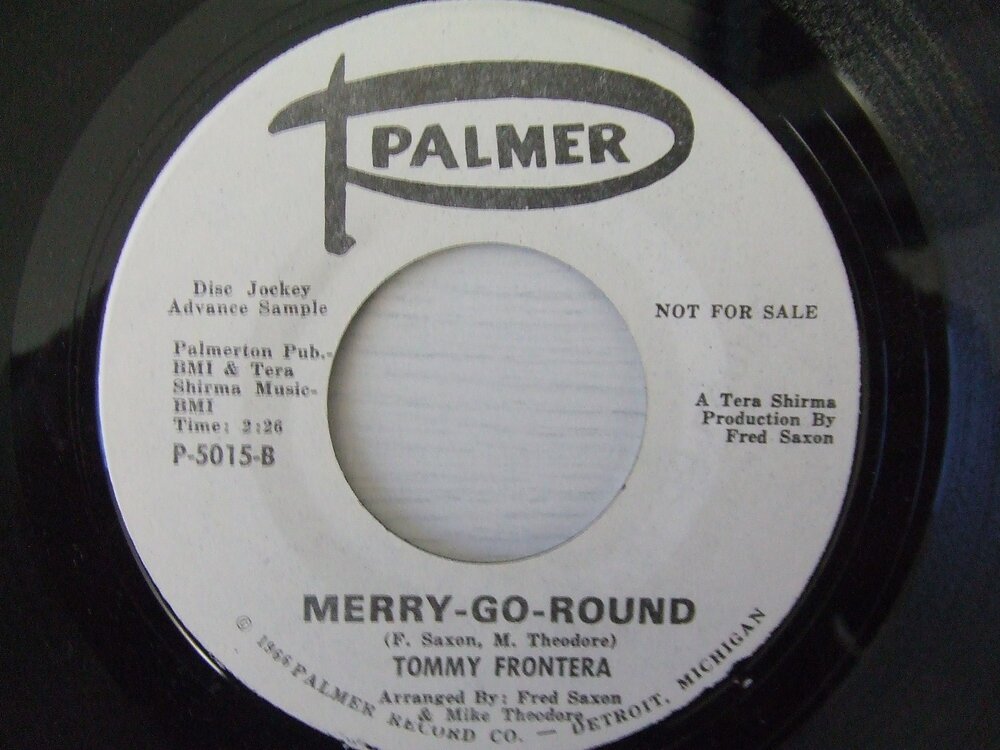 PALMER
Disc Jockey
Advance Sample
NOT FOR SALE
Palmerton Pub.-
BMI & Tera
Shirma Music-
BMI
Time: 2:26
P-5015-B
A Tera Shirma
Production By
Fred Saxon
MERRY-GO-ROUND
(F. Saxon, M. Theodore)
TOMMY FRONTERA
Arranged By: Fred Saxon
& Mike Theodore
© 1966 PALMER RECORD CO. — DETROIT, MICHIGAN